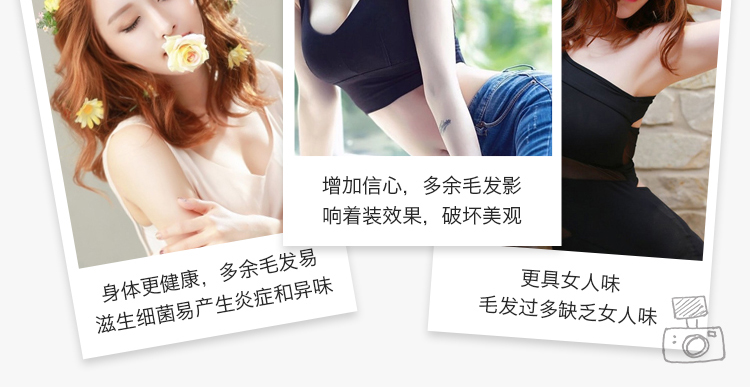 身体更健康，多余毛发易
滋生细菌易产生炎症和异味
增加信心，多余毛发影
响着装效果，破坏美观
更具女人味
毛发过多缺乏女人味